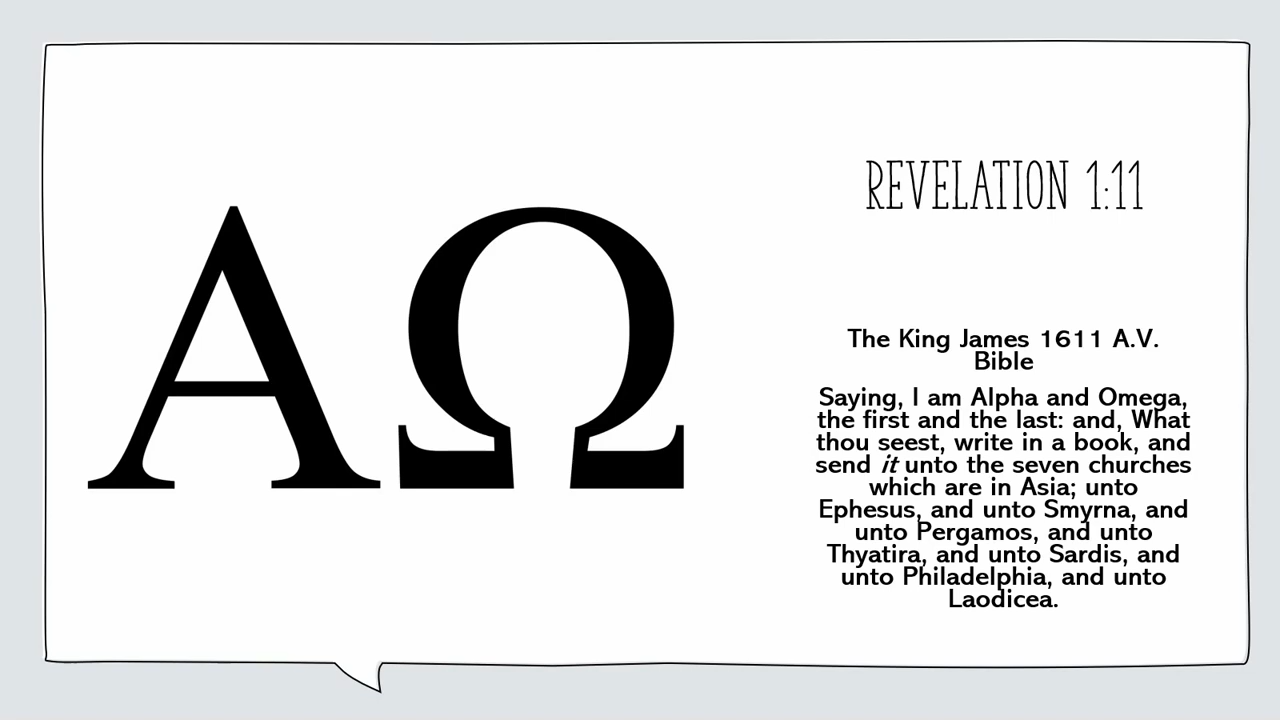 ΑΩ
REVELATION 1:11
The King James 1611 A.V.
Bible
Saying, I am Alpha and Omega,
the first and the last: and, What
thou seest, write in a book, and
send it unto the seven churches
which are in Asia; unto
Ephesus, and unto Smyrna, and
unto Pergamos, and unto
Thyatira, and unto Sardis, and
unto Philadelphia, and unto
Laodicea.